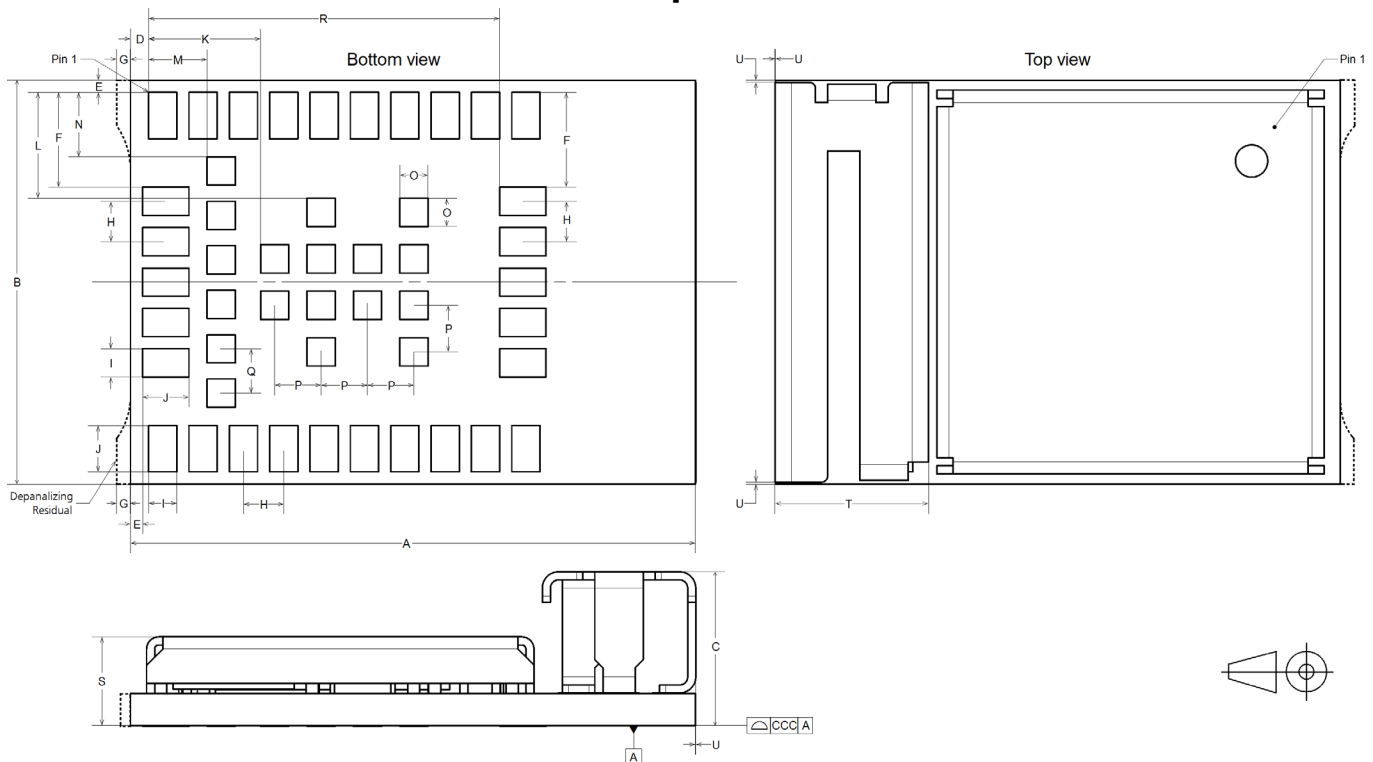 R
D
K
G
M
Pin 1
Bottom view
E
N
F
L
H
B
I
J
O
O
F
H
P
Q
P
P
P
J
Depanalizing
Residual
G
I
H
E
A
U
U
Top view
Pin 1
U
T
S
C
CCC
A
A
U